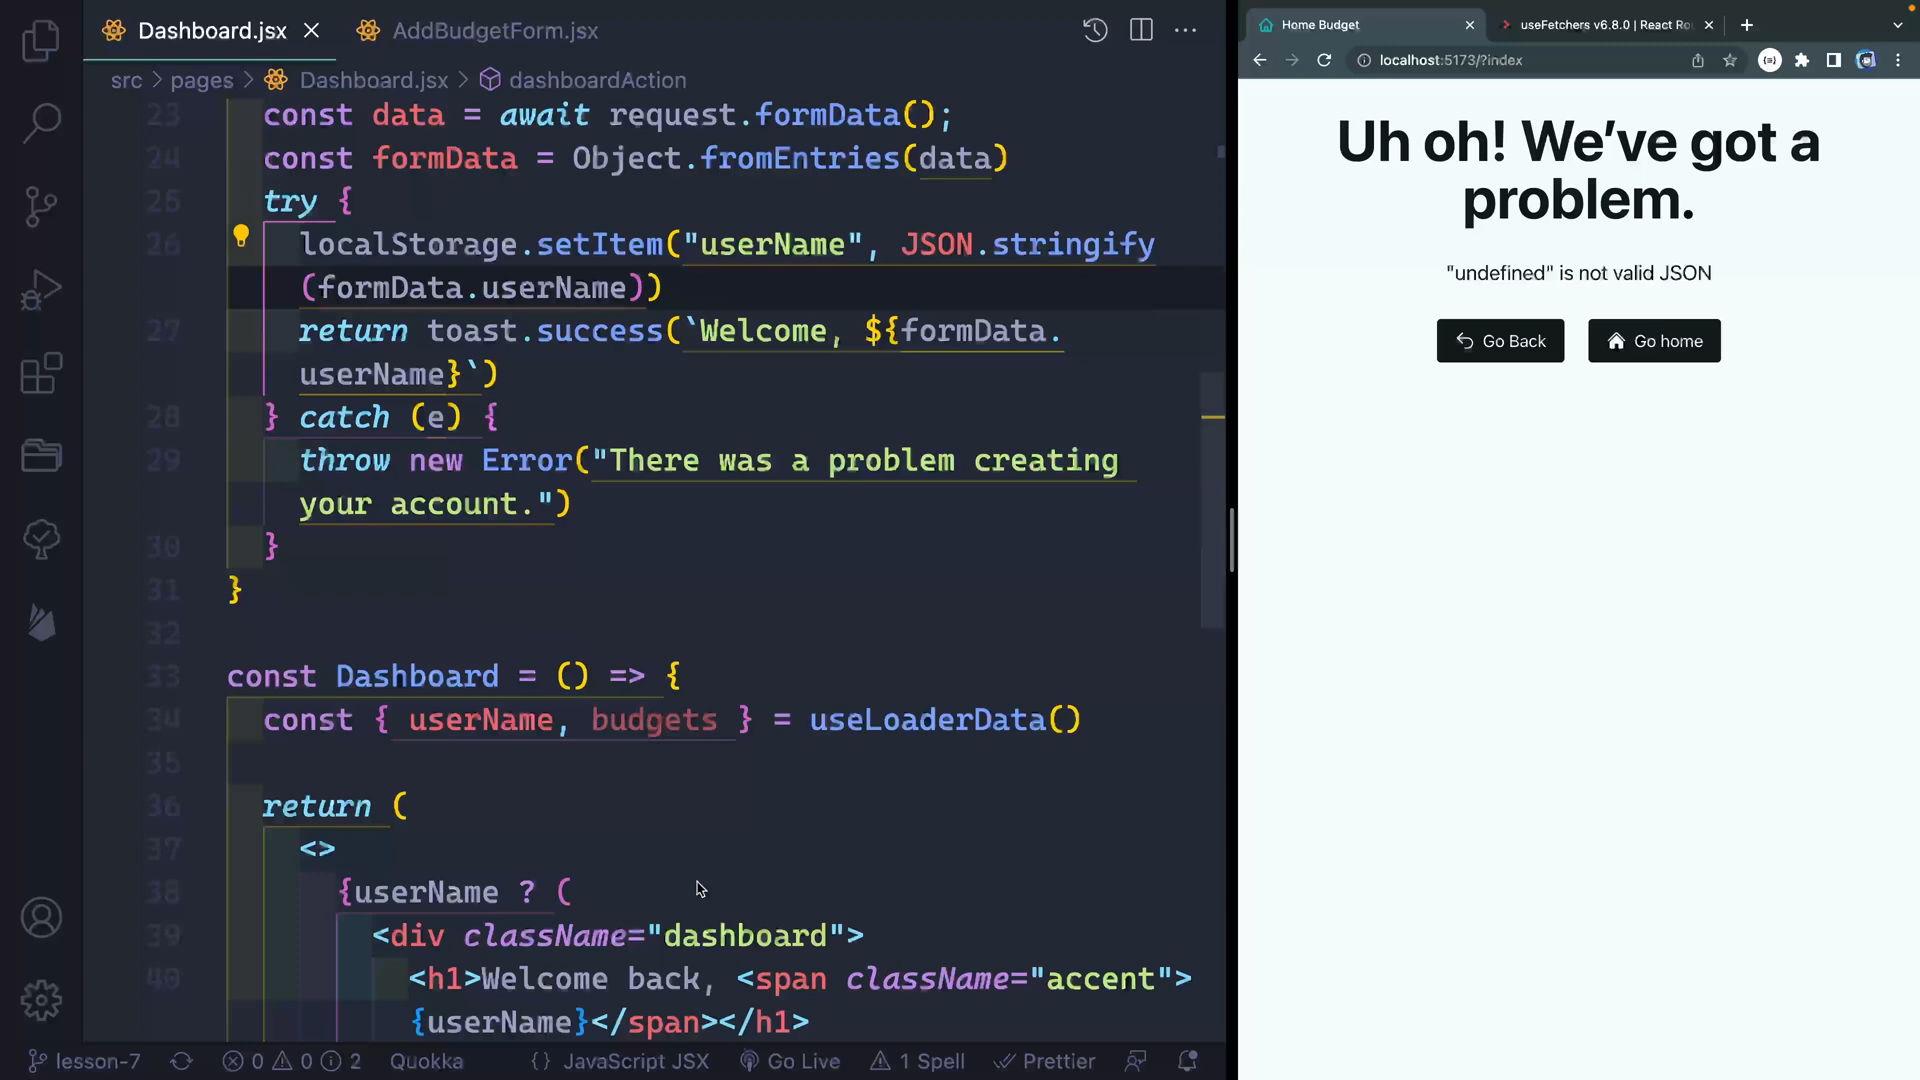 Dashboard.jsx
AddBudgetForm.jsx
src > pages > Dashboard.jsx > dashboardAction
23 const data = await request.formData();
24 const formData = Object.fromEntries(data)
25 try {
26 localStorage.setItem("userName", JSON.stringify
(formData.userName))
27 return toast.success(`Welcome, ${formData.
userName}`)
28 } catch (e) {
29 throw new Error("There was a problem creating
your account.")
30 }
31 }
32
33 const Dashboard = () => {
34 const { userName, budgets } = useLoaderData()
35
36 return (
37 <>
38 {userName ? (
39 <div className="dashboard">
40 <h1>Welcome back, <span className="accent">
{userName}</span></h1>
lesson-7 0 0 2 Quokka {} JavaScript JSX Go Live 1 Spell Prettier
Home Budget
useFetchers v6.8.0 | React Ro
localhost:5173/?index
Uh oh! We’ve got a
problem.
"undefined" is not valid JSON
Go Back
Go home